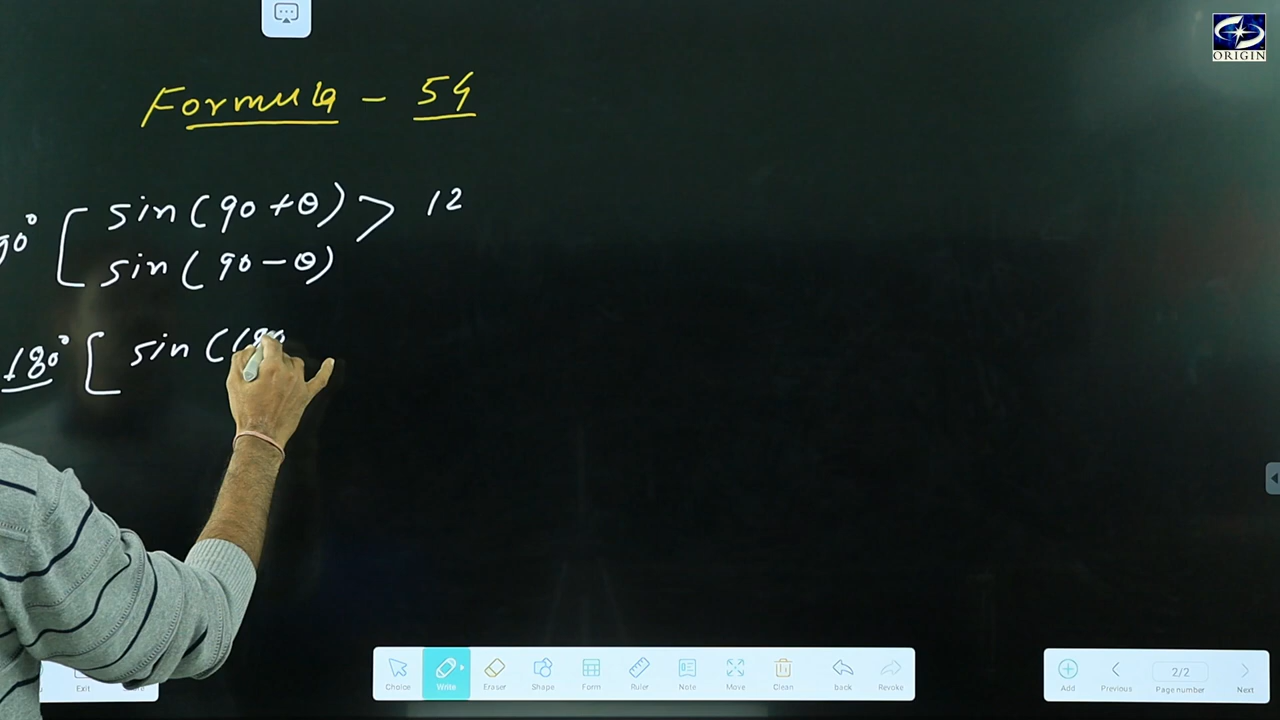 ORIGIN
Formula - 54
90° [ sin(90+θ) > 12
sin(90-θ)
180° [ sin(180
Exit
Choice
Write
Eraser
Shape
Form
Ruler
Note
Move
Clean
back
Revoke
Add
Previous
2/2
Page number
Next